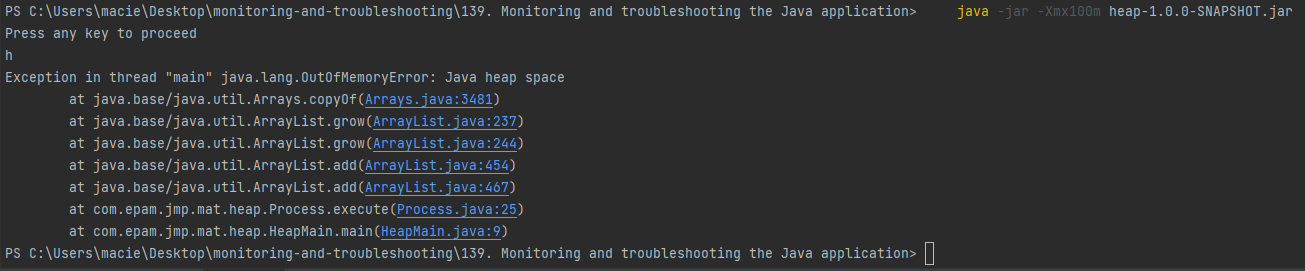 PS C:\Users\macie\Desktop\monitoring-and-troubleshooting\139. Monitoring and troubleshooting the Java application>     java -jar -Xmx100m heap-1.0.0-SNAPSHOT.jar
Press any key to proceed
h
Exception in thread "main" java.lang.OutOfMemoryError: Java heap space
        at java.base/java.util.Arrays.copyOf(Arrays.java:3481)
        at java.base/java.util.ArrayList.grow(ArrayList.java:237)
        at java.base/java.util.ArrayList.grow(ArrayList.java:244)
        at java.base/java.util.ArrayList.add(ArrayList.java:454)
        at java.base/java.util.ArrayList.add(ArrayList.java:467)
        at com.epam.jmp.mat.heap.Process.execute(Process.java:25)
        at com.epam.jmp.mat.heap.HeapMain.main(HeapMain.java:9)
PS C:\Users\macie\Desktop\monitoring-and-troubleshooting\139. Monitoring and troubleshooting the Java application>